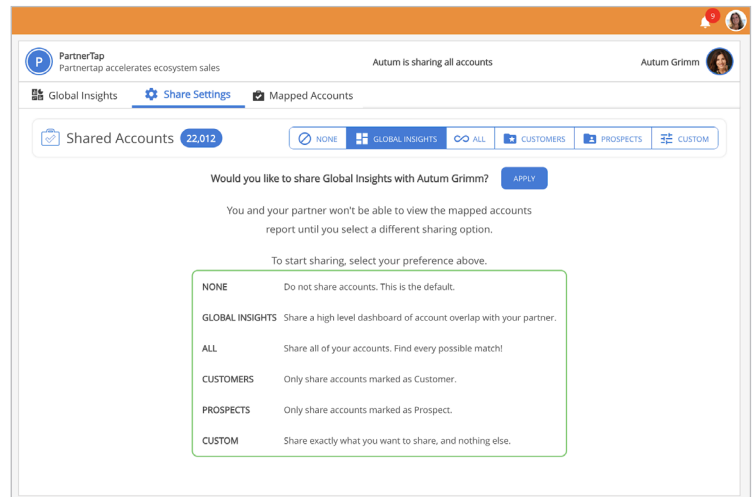 9
P
PartnerTap
Partnertap accelerates ecosystem sales
Autum is sharing all accounts
Autum Grimm
Global Insights
Share Settings
Mapped Accounts
Shared Accounts 22,012
NONE
GLOBAL INSIGHTS
ALL
CUSTOMERS
PROSPECTS
CUSTOM
Would you like to share Global Insights with Autum Grimm?
APPLY
You and your partner won't be able to view the mapped accounts
report until you select a different sharing option.
To start sharing, select your preference above.
NONE Do not share accounts. This is the default.
GLOBAL INSIGHTS Share a high level dashboard of account overlap with your partner.
ALL Share all of your accounts. Find every possible match!
CUSTOMERS Only share accounts marked as Customer.
PROSPECTS Only share accounts marked as Prospect.
CUSTOM Share exactly what you want to share, and nothing else.